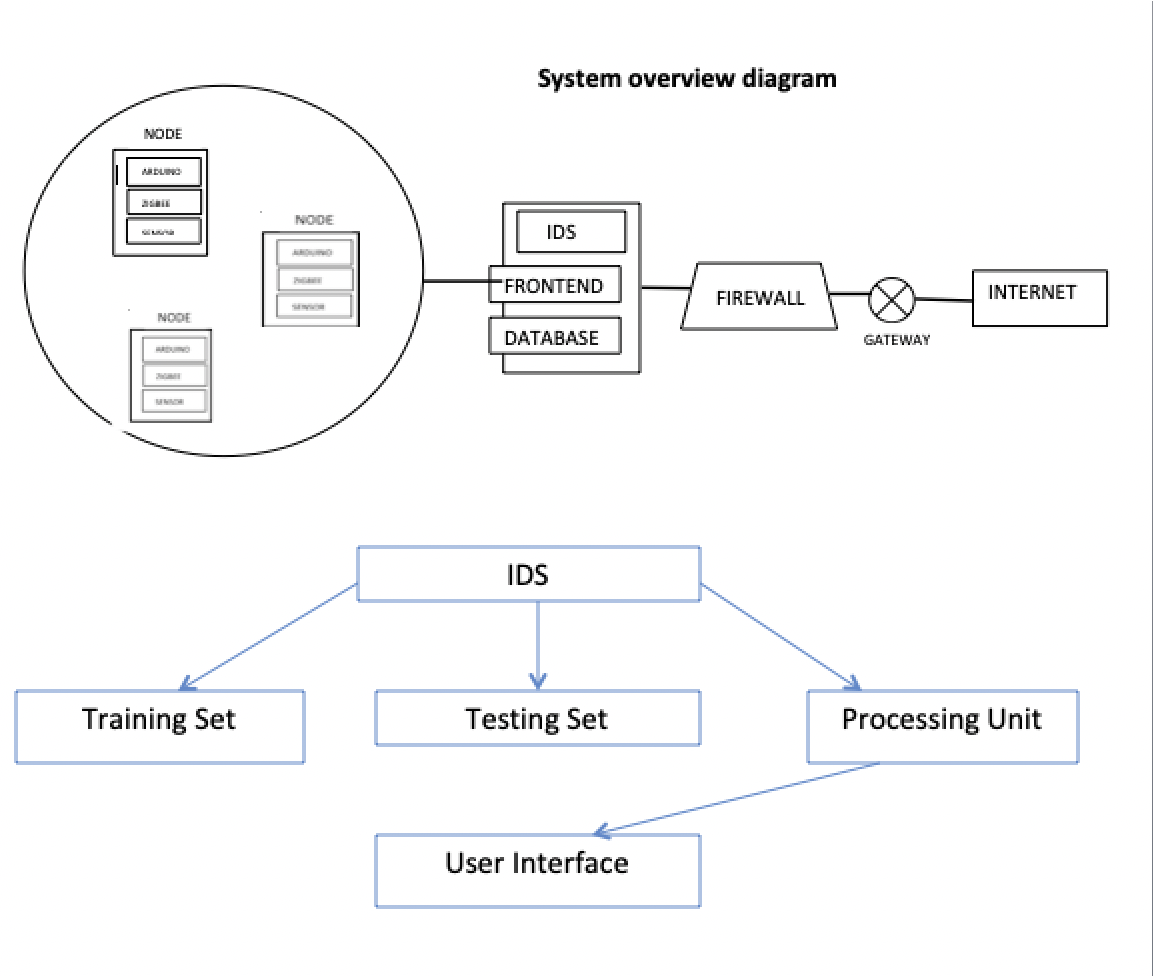 System overview diagram
NODE
ARDUINO
ZIGBEE
SENSOR
NODE
ARDUINO
ZIGBEE
SENSOR
NODE
ARDUINO
ZIGBEE
SENSOR
IDS
FRONTEND
DATABASE
FIREWALL
GATEWAY
INTERNET
IDS
Training Set
Testing Set
Processing Unit
User Interface